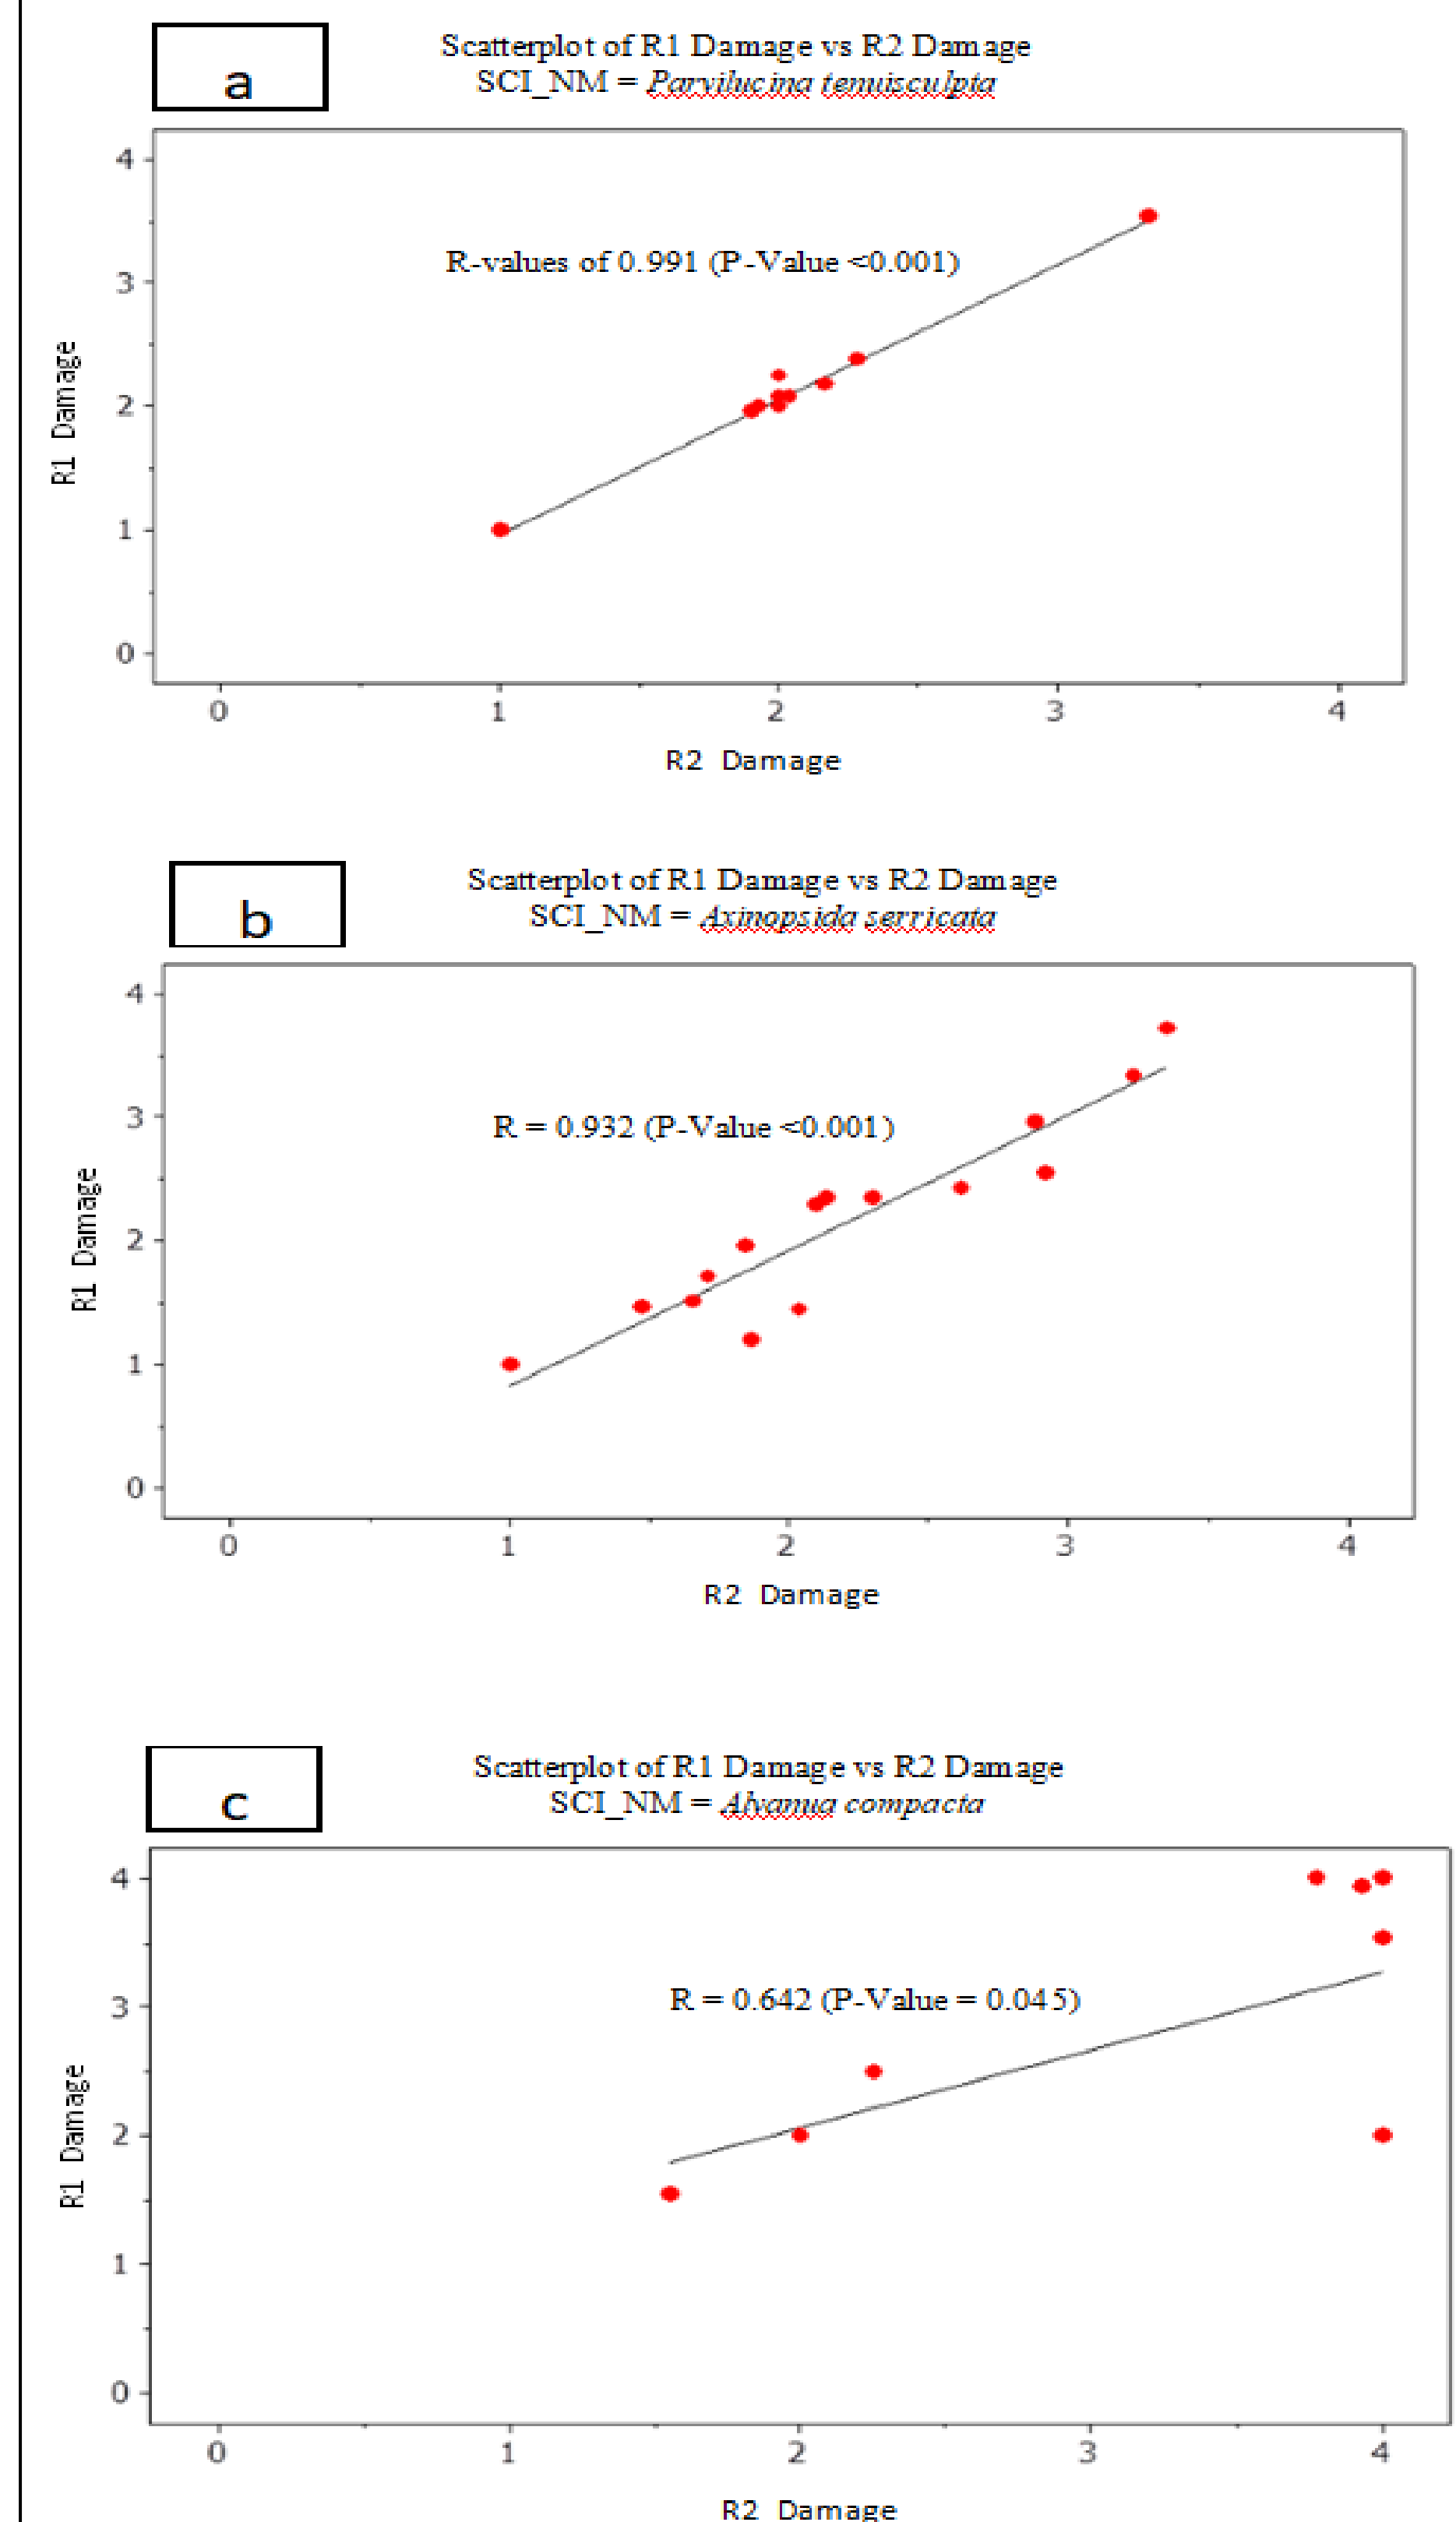 a
Scatterplot of R1 Damage vs R2 Damage
SCI_NM = Parvilucina tenuisculpta
4
3
2
1
0
R-values of 0.991 (P-Value <0.001)
R1 Damage
0 1 2 3 4
R2 Damage
b
Scatterplot of R1 Damage vs R2 Damage
SCI_NM = Axinopsida serricata
4
3
2
1
0
R = 0.932 (P-Value <0.001)
R1 Damage
0 1 2 3 4
R2 Damage
c
Scatterplot of R1 Damage vs R2 Damage
SCI_NM = Alvania compacta
4
3
2
1
0
R = 0.642 (P-Value = 0.045)
R1 Damage
0 1 2 3 4
R2 Damage